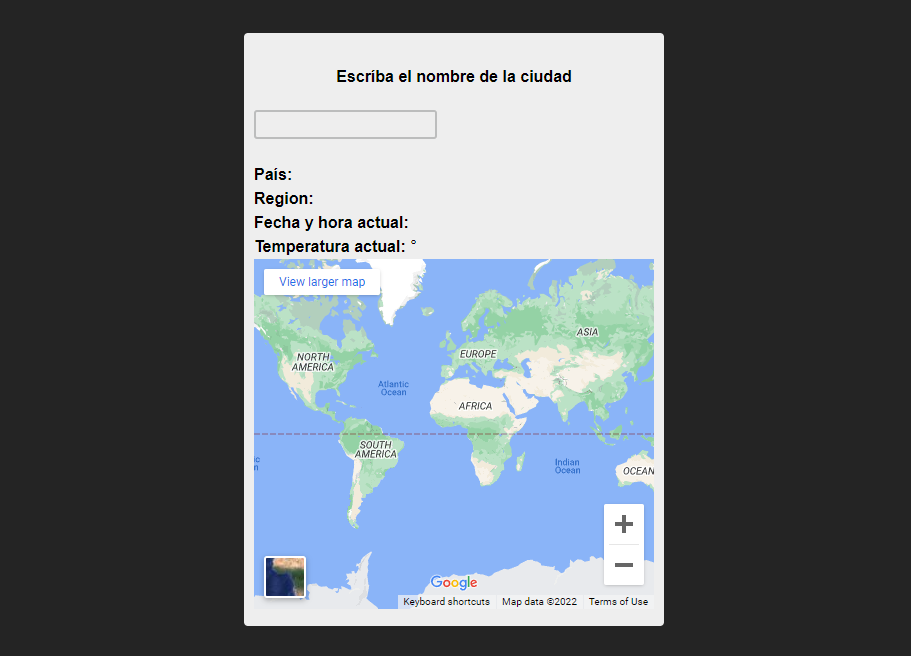 Escriba el nombre de la ciudad
País:
Region:
Fecha y hora actual:
Temperatura actual: °
View larger map
ASIA
EUROPE
NORTH
AMERICA
Atlantic
Ocean
AFRICA
SOUTH
AMERICA
Indian
Ocean
OCEAN
Google
Keyboard shortcuts Map data ©2022 Terms of Use